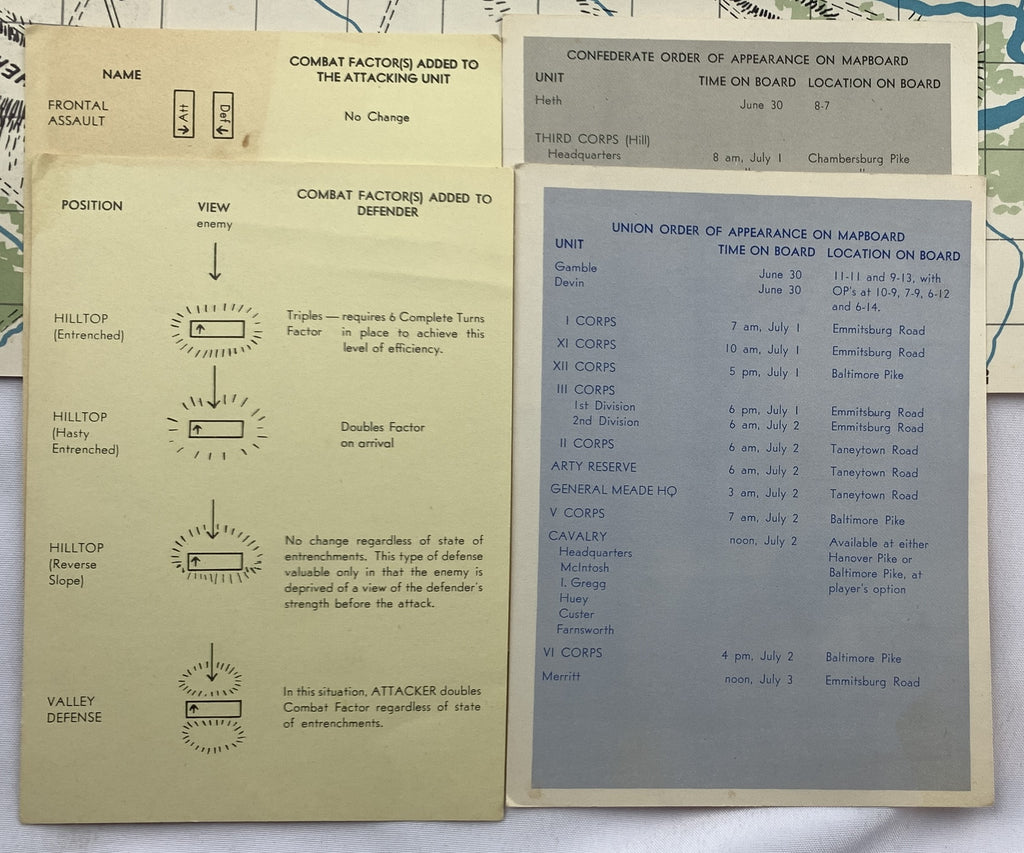 NAME
COMBAT FACTOR(S) ADDED TO
THE ATTACKING UNIT
FRONTAL
ASSAULT
Att
Def
No Change
CONFEDERATE ORDER OF APPEARANCE ON MAPBOARD
UNIT TIME ON BOARD LOCATION ON BOARD
Heth June 30 8-7
THIRD CORPS (Hill)
Headquarters 8 am, July 1 Chambersburg Pike
POSITION
VIEW
enemy
COMBAT FACTOR(S) ADDED TO
DEFENDER
HILLTOP
(Entrenched)
Triples — requires 6 Complete Turns
Factor in place to achieve this
level of efficiency.
HILLTOP
(Hasty
Entrenched)
Doubles Factor
on arrival
HILLTOP
(Reverse
Slope)
No change regardless of state of
entrenchments. This type of defense
valuable only in that the enemy is
deprived of a view of the defender's
strength before the attack.
VALLEY
DEFENSE
In this situation, ATTACKER doubles
Combat Factor regardless of state
of entrenchments.
UNION ORDER OF APPEARANCE ON MAPBOARD
UNIT TIME ON BOARD LOCATION ON BOARD
Gamble June 30 11-11 and 9-13, with
Devin June 30 OP's at 10-9, 7-9, 6-12
and 6-14.
I CORPS 7 am, July 1 Emmitsburg Road
XI CORPS 10 am, July 1 Emmitsburg Road
XII CORPS 5 pm, July 1 Baltimore Pike
III CORPS
1st Division 6 pm, July 1 Emmitsburg Road
2nd Division 6 am, July 2 Emmitsburg Road
II CORPS 6 am, July 2 Taneytown Road
ARTY RESERVE 6 am, July 2 Taneytown Road
GENERAL MEADE HQ 3 am, July 2 Taneytown Road
V CORPS 7 am, July 2 Baltimore Pike
CAVALRY noon, July 2 Available at either
Headquarters Hanover Pike or
McIntosh Baltimore Pike, at
I. Gregg player's option
Huey
Custer
Farnsworth
VI CORPS 4 pm, July 2 Baltimore Pike
Merritt noon, July 3 Emmitsburg Road